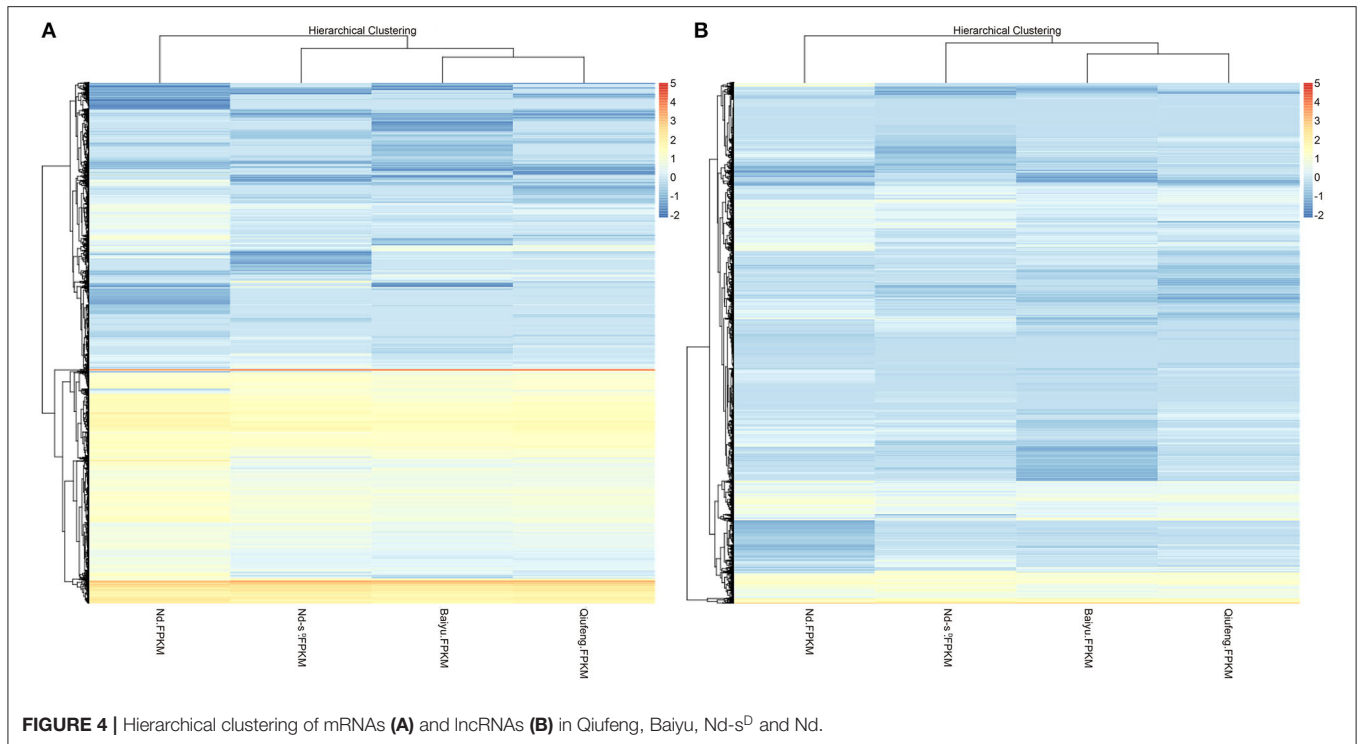 A
Hierarchical Clustering
5
4
3
2
1
0
-1
-2
Nd.FPKM
Nd-s ᴰ.FPKM
Baiyu.FPKM
Qiufeng.FPKM
B
Hierarchical Clustering
5
4
3
2
1
0
-1
-2
Nd.FPKM
Nd-s ᴰ.FPKM
Baiyu.FPKM
Qiufeng.FPKM
FIGURE 4 | Hierarchical clustering of mRNAs (A) and lncRNAs (B) in Qiufeng, Baiyu, Nd-sᴰ and Nd.